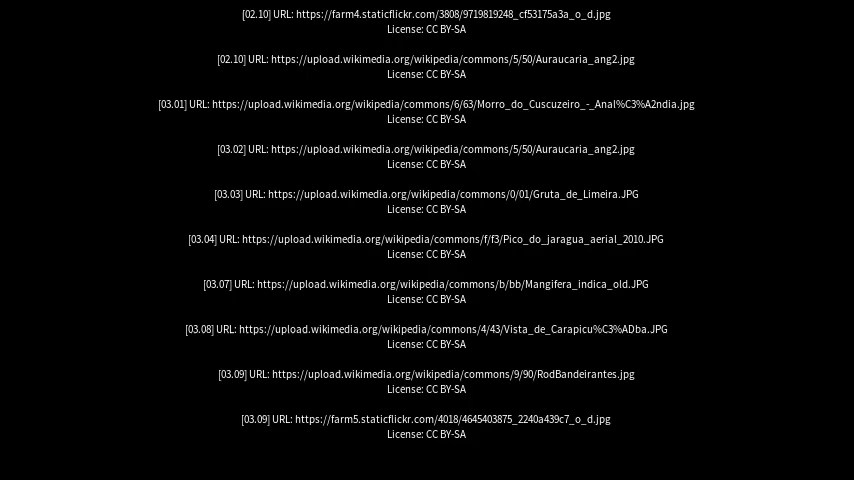 [02.10] URL: https://farm4.staticflickr.com/3808/9719819248_cf53175a3a_o_d.jpg
License: CC BY-SA
[02.10] URL: https://upload.wikimedia.org/wikipedia/commons/5/50/Auraucaria_ang2.jpg
License: CC BY-SA
[03.01] URL: https://upload.wikimedia.org/wikipedia/commons/6/63/Morro_do_Cuscuzeiro_-_Anal%C3%A2ndia.jpg
License: CC BY-SA
[03.02] URL: https://upload.wikimedia.org/wikipedia/commons/5/50/Auraucaria_ang2.jpg
License: CC BY-SA
[03.03] URL: https://upload.wikimedia.org/wikipedia/commons/0/01/Gruta_de_Limeira.JPG
License: CC BY-SA
[03.04] URL: https://upload.wikimedia.org/wikipedia/commons/f/f3/Pico_do_jaragua_aerial_2010.JPG
License: CC BY-SA
[03.07] URL: https://upload.wikimedia.org/wikipedia/commons/b/bb/Mangifera_indica_old.JPG
License: CC BY-SA
[03.08] URL: https://upload.wikimedia.org/wikipedia/commons/4/43/Vista_de_Carapicu%C3%ADba.JPG
License: CC BY-SA
[03.09] URL: https://upload.wikimedia.org/wikipedia/commons/9/90/RodBandeirantes.jpg
License: CC BY-SA
[03.09] URL: https://farm5.staticflickr.com/4018/4645403875_2240a439c7_o_d.jpg
License: CC BY-SA